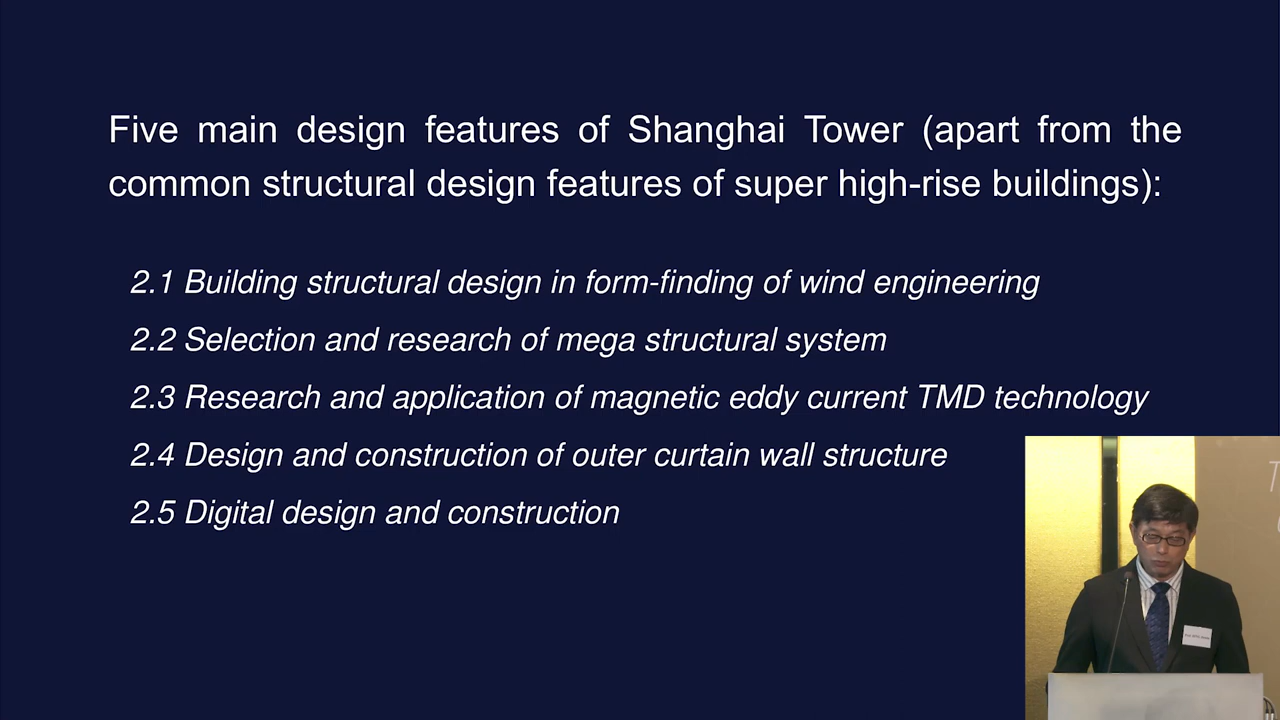 Five main design features of Shanghai Tower (apart from the
common structural design features of super high-rise buildings):
2.1 Building structural design in form-finding of wind engineering
2.2 Selection and research of mega structural system
2.3 Research and application of magnetic eddy current TMD technology
2.4 Design and construction of outer curtain wall structure
2.5 Digital design and construction